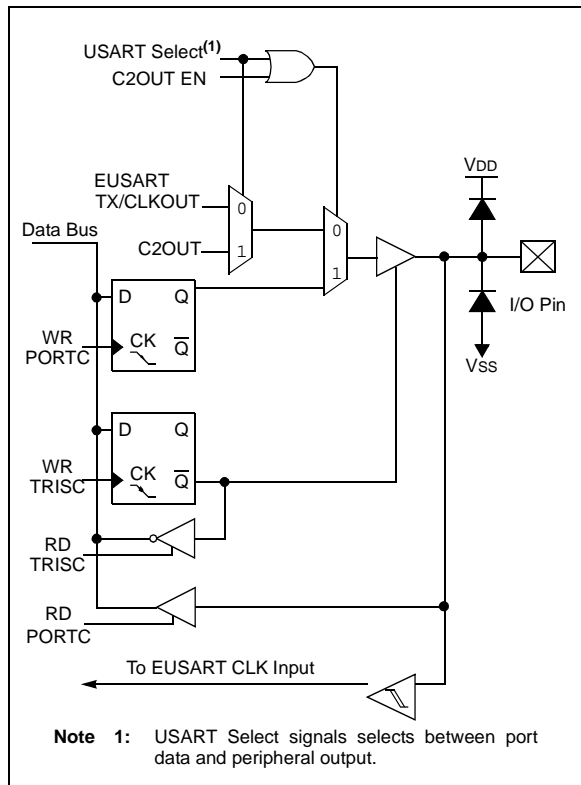 USART Select(1)
C2OUT EN
EUSART
TX/CLKOUT
0
C2OUT
1
0
1
Data Bus
VDD
I/O Pin
VSS
D Q
WR
PORTC
CK
Q
D Q
WR
TRISC
CK
Q
RD
TRISC
RD
PORTC
To EUSART CLK Input
Note 1: USART Select signals selects between port
data and peripheral output.